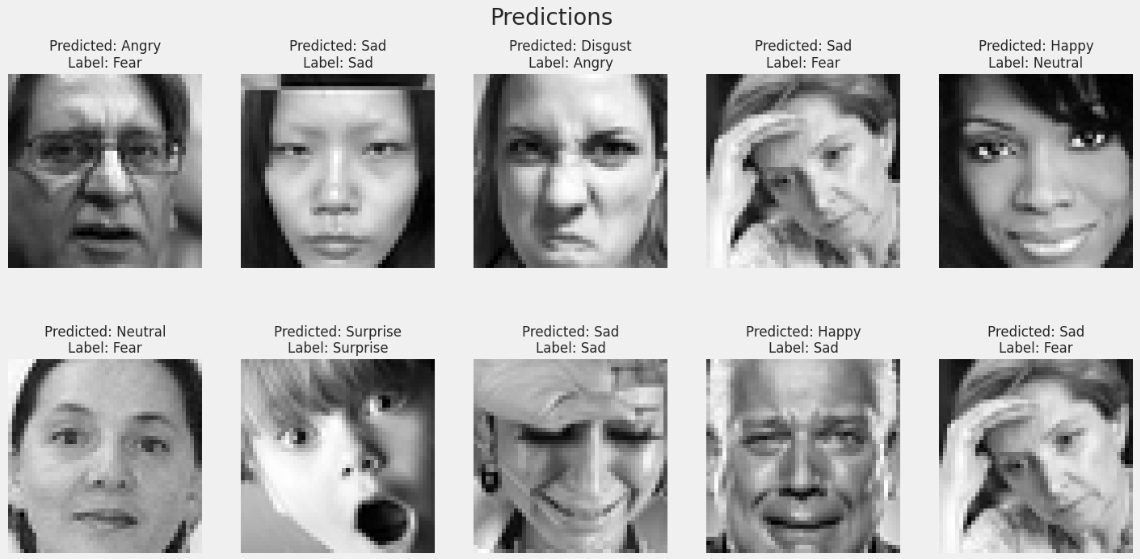 Predictions
Predicted: Angry
Label: Fear
Predicted: Sad
Label: Sad
Predicted: Disgust
Label: Angry
Predicted: Sad
Label: Fear
Predicted: Happy
Label: Neutral
Predicted: Neutral
Label: Fear
Predicted: Surprise
Label: Surprise
Predicted: Sad
Label: Sad
Predicted: Happy
Label: Sad
Predicted: Sad
Label: Fear